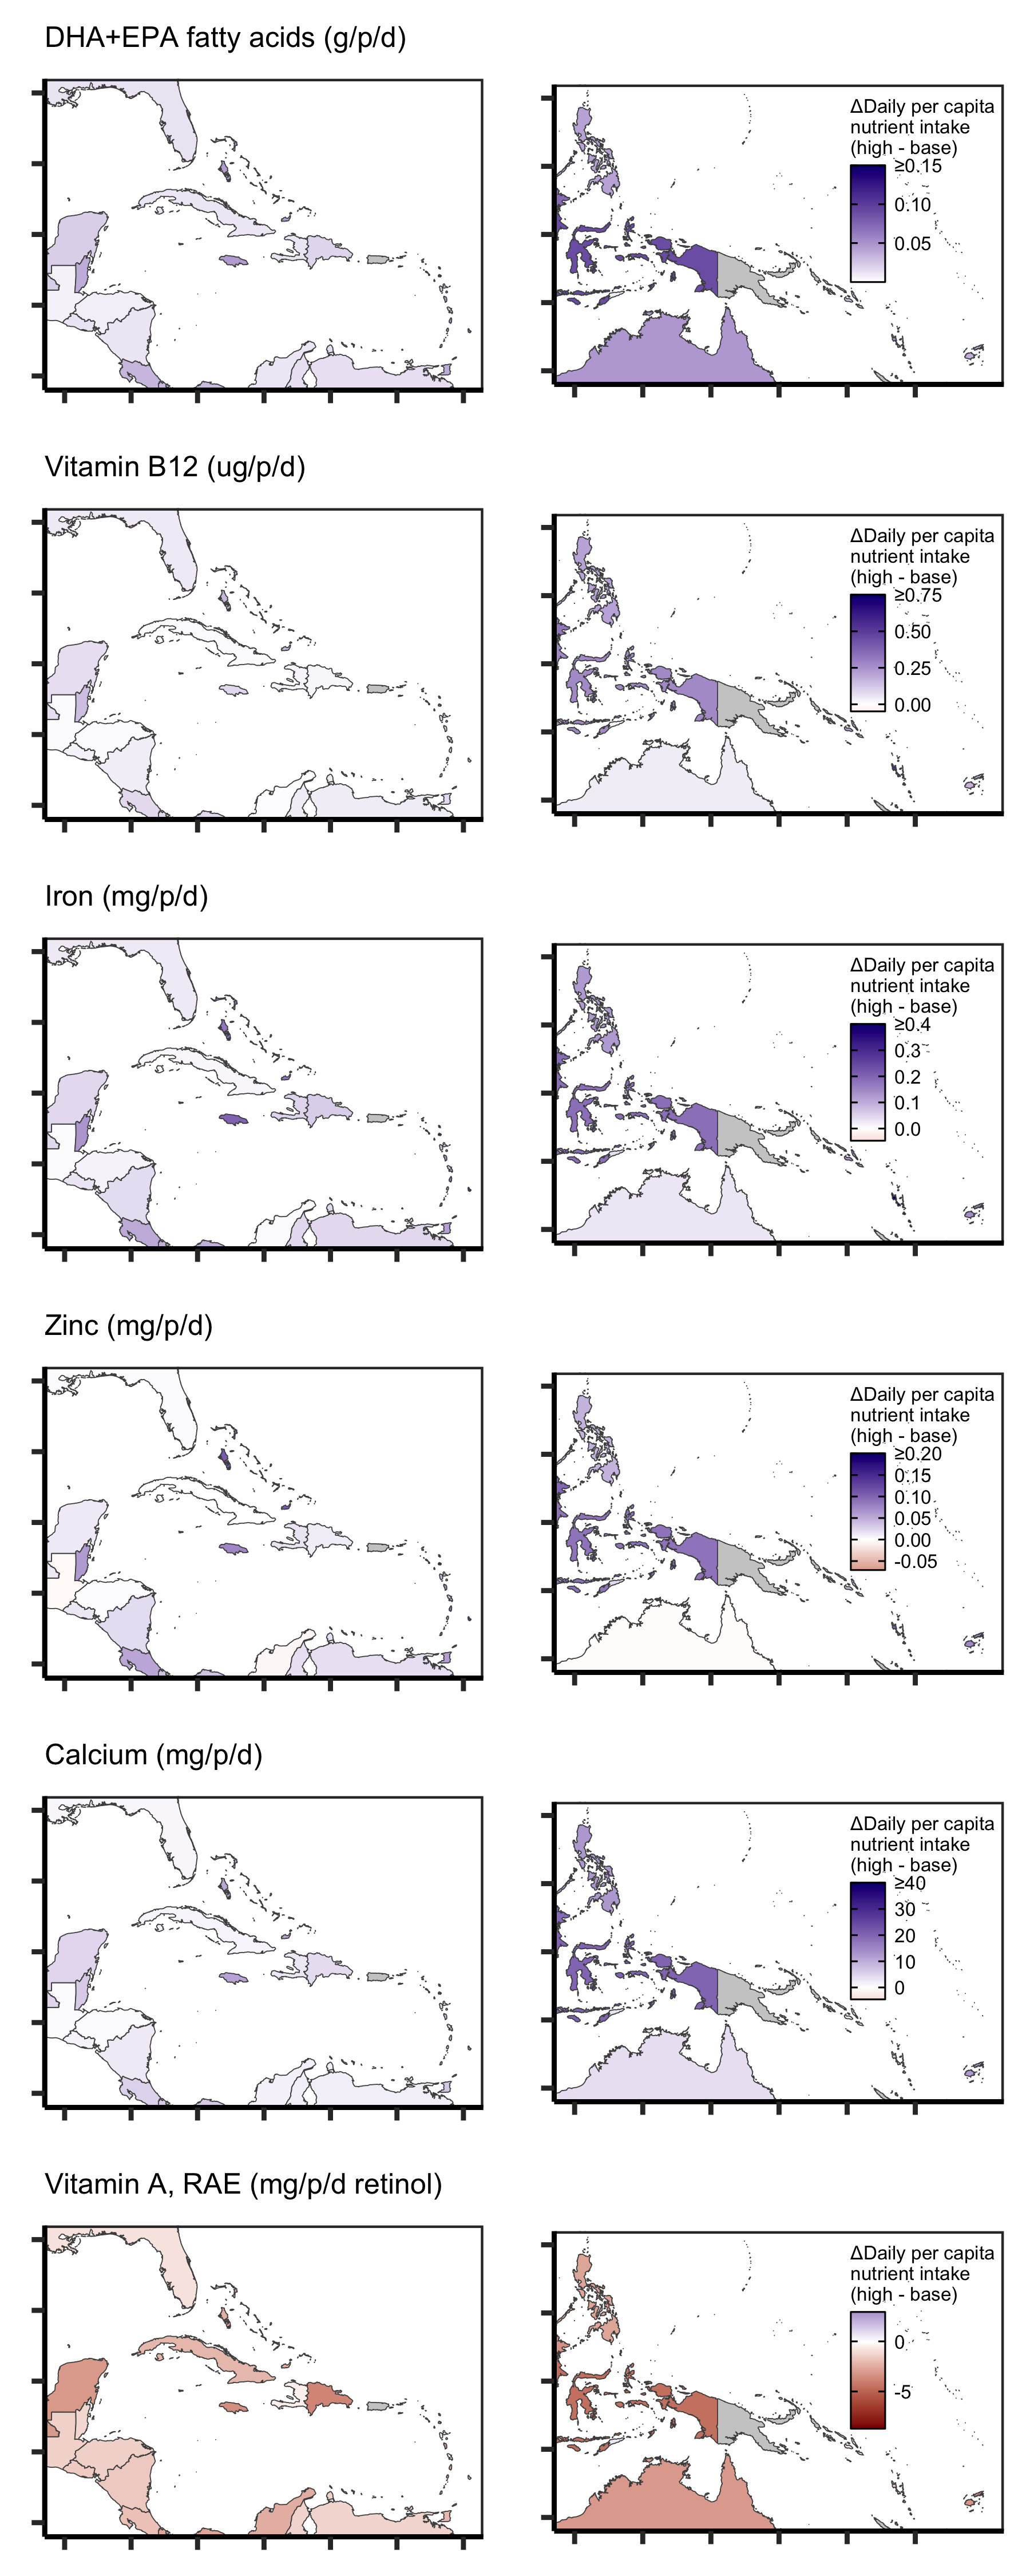 DHA+EPA fatty acids (g/p/d)
ΔDaily per capita
nutrient intake
(high - base)
≥0.15
0.10
0.05
Vitamin B12 (ug/p/d)
ΔDaily per capita
nutrient intake
(high - base)
≥0.75
0.50
0.25
0.00
Iron (mg/p/d)
ΔDaily per capita
nutrient intake
(high - base)
≥0.4
0.3
0.2
0.1
0.0
Zinc (mg/p/d)
ΔDaily per capita
nutrient intake
(high - base)
≥0.20
0.15
0.10
0.05
0.00
-0.05
Calcium (mg/p/d)
ΔDaily per capita
nutrient intake
(high - base)
≥40
30
20
10
0
Vitamin A, RAE (mg/p/d retinol)
ΔDaily per capita
nutrient intake
(high - base)
0
-5